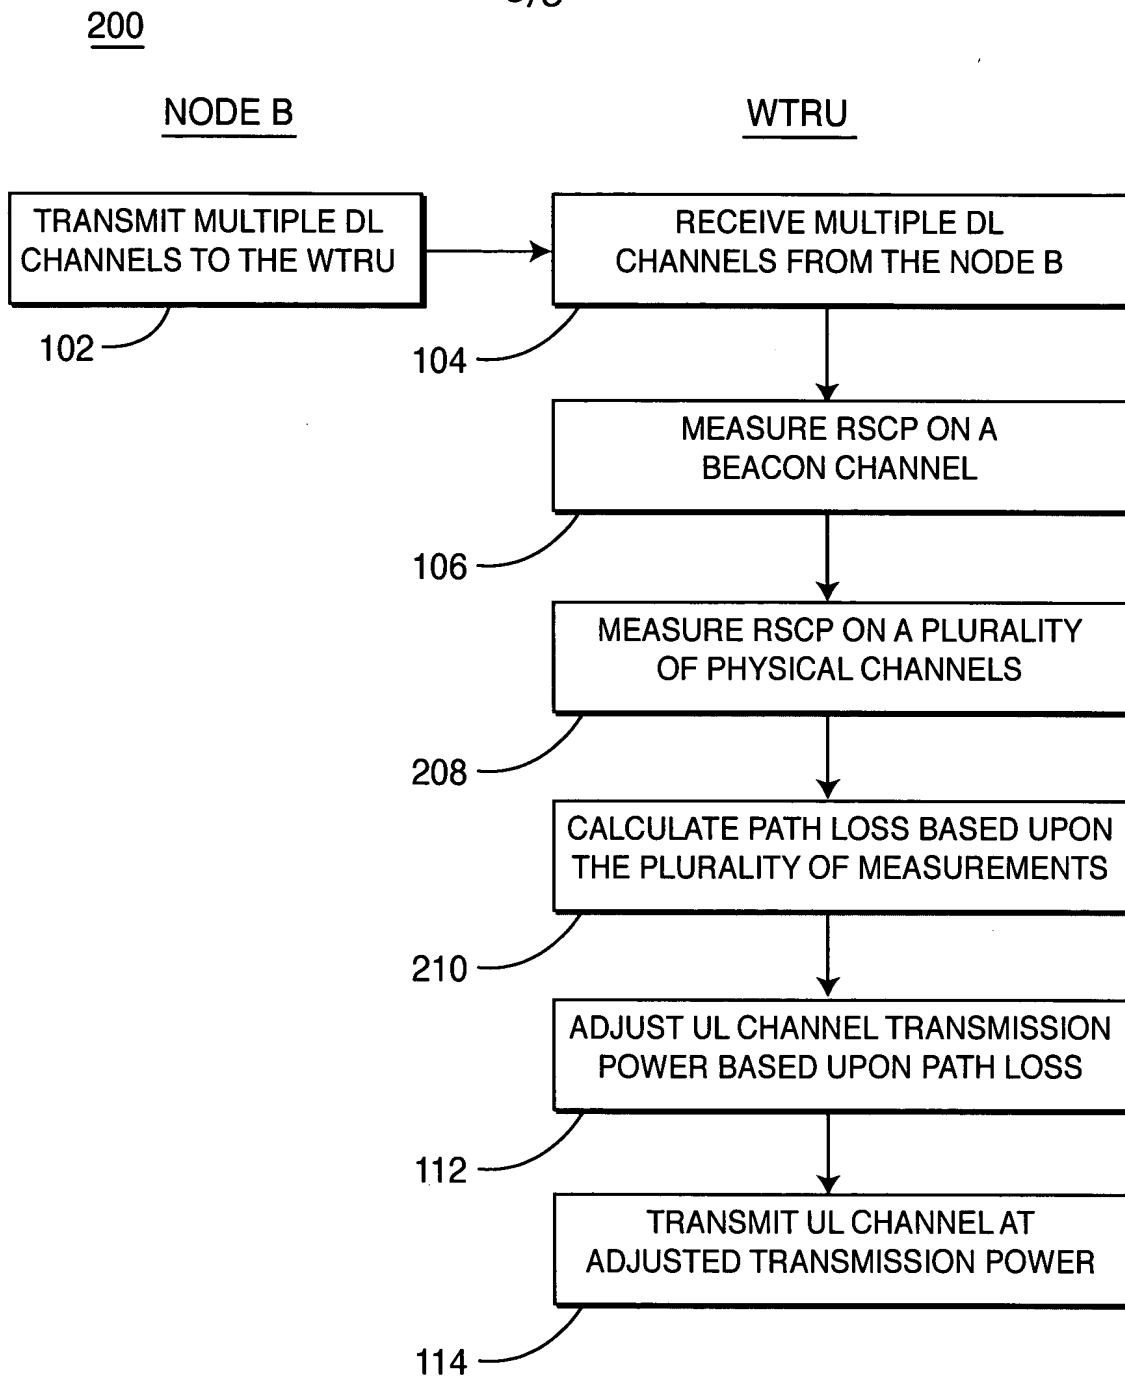 200
NODE B
WTRU
TRANSMIT MULTIPLE DL
CHANNELS TO THE WTRU
102
RECEIVE MULTIPLE DL
CHANNELS FROM THE NODE B
104
MEASURE RSCP ON A
BEACON CHANNEL
106
MEASURE RSCP ON A PLURALITY
OF PHYSICAL CHANNELS
208
CALCULATE PATH LOSS BASED UPON
THE PLURALITY OF MEASUREMENTS
210
ADJUST UL CHANNEL TRANSMISSION
POWER BASED UPON PATH LOSS
112
TRANSMIT UL CHANNEL AT
ADJUSTED TRANSMISSION POWER
114